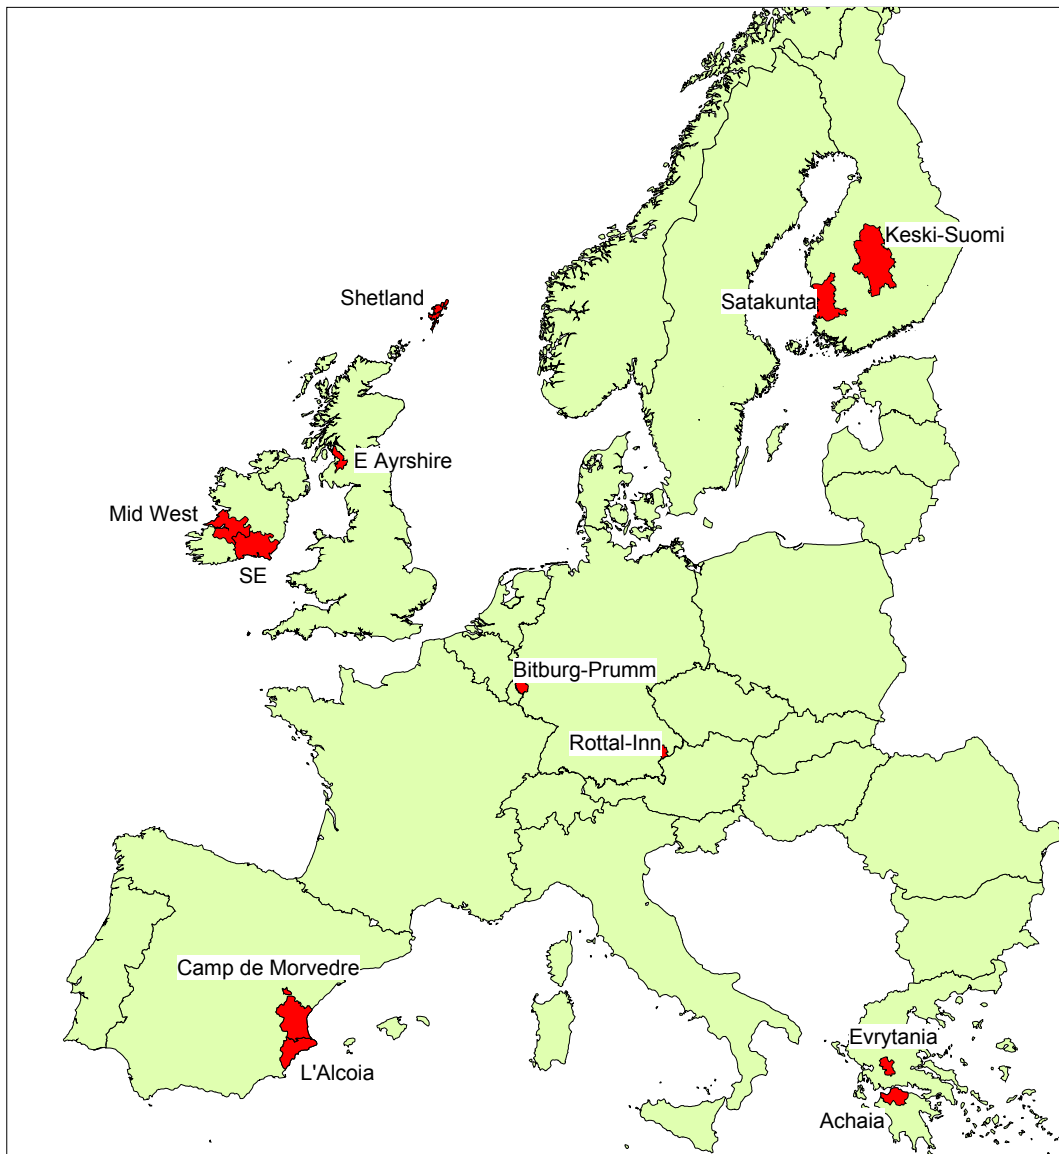 Keski-Suomi
Shetland
Satakunta
E Ayrshire
Mid West
SE
Bitburg-Prumm
Rottal-Inn
Camp de Morvedre
Evrytania
L'Alcoia
Achaia